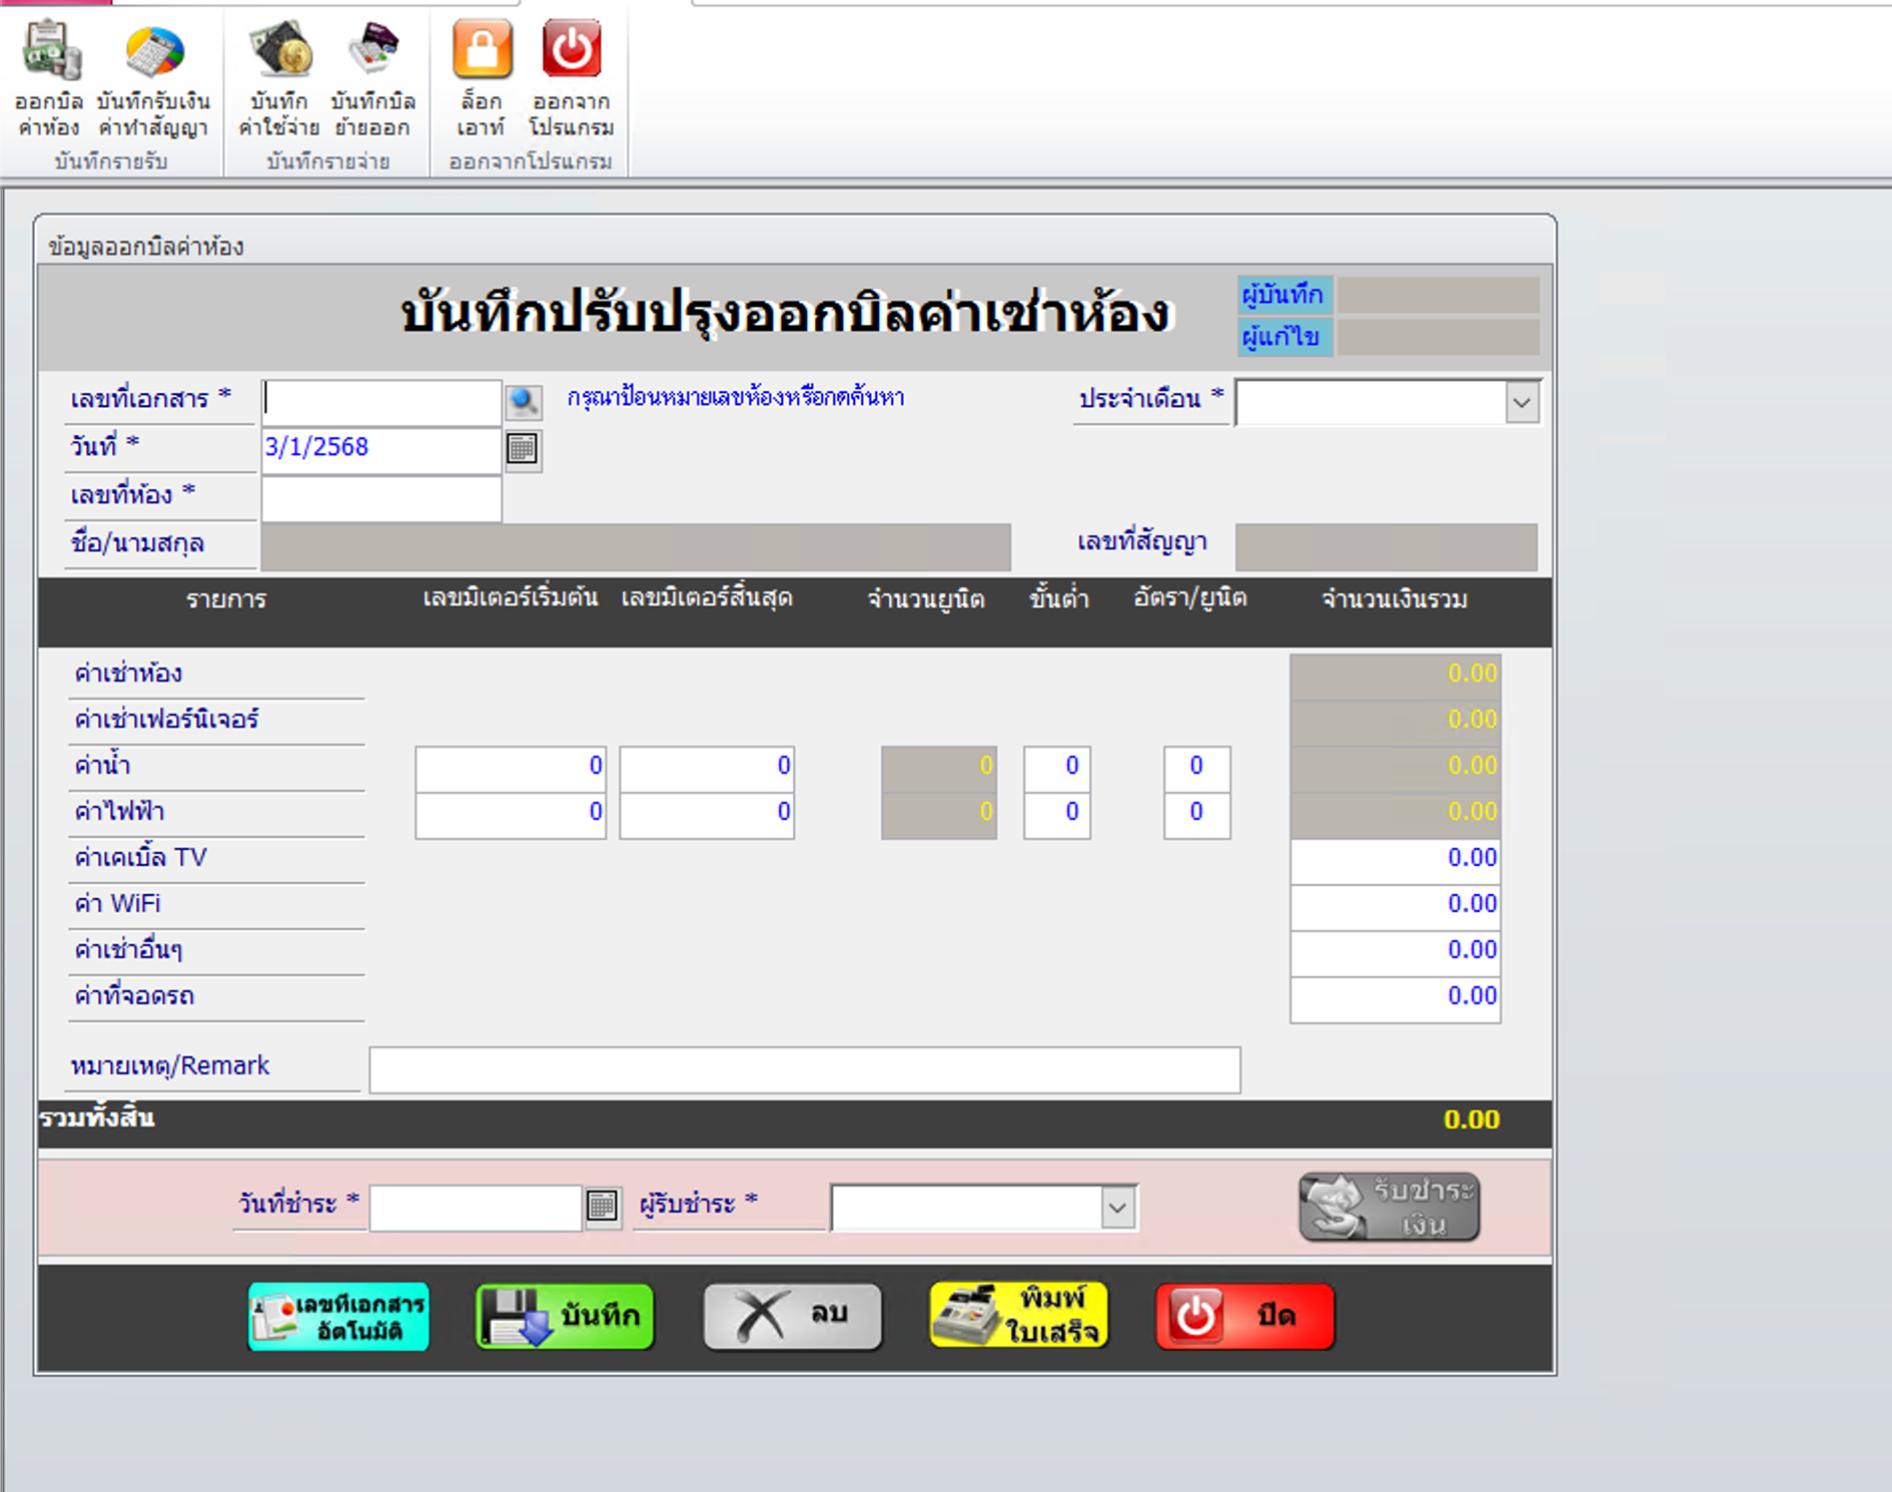 ออกบิล
ค่าห้อง
บันทึกรับเงิน
ค่าทำสัญญา
บันทึก
ค่าใช้จ่าย
บันทึกบิล
ย้ายออก
ล็อก
เอาท์
ออกจาก
โปรแกรม
บันทึกรายรับ
บันทึกรายจ่าย
ออกจากโปรแกรม
ข้อมูลออกบิลค่าห้อง
บันทึกปรับปรุงออกบิลค่าเช่าห้อง
ผู้บันทึก
ผู้แก้ไข
เลขที่เอกสาร *
กรุณาป้อนหมายเลขห้องหรือกดค้นหา
ประจำเดือน *
วันที่ * 3/1/2568
เลขที่ห้อง *
ชื่อ/นามสกุล
เลขที่สัญญา
รายการ เลขมิเตอร์เริ่มต้น เลขมิเตอร์สิ้นสุด จำนวนยูนิต ขั้นต่ำ อัตรา/ยูนิต จำนวนเงินรวม
ค่าเช่าห้อง 0.00
ค่าเช่าเฟอร์นิเจอร์ 0.00
ค่าน้ำ 0 0 0 0 0 0.00
ค่าไฟฟ้า 0 0 0 0 0 0.00
ค่าเคเบิ้ล TV 0.00
ค่า WiFi 0.00
ค่าเช่าอื่นๆ 0.00
ค่าที่จอดรถ 0.00
หมายเหตุ/Remark
รวมทั้งสิ้น 0.00
วันที่ชำระ *
ผู้รับชำระ *
รับชำระ
เงิน
เลขที่เอกสาร
อัตโนมัติ
บันทึก
ลบ
พิมพ์
ใบเสร็จ
ปิด